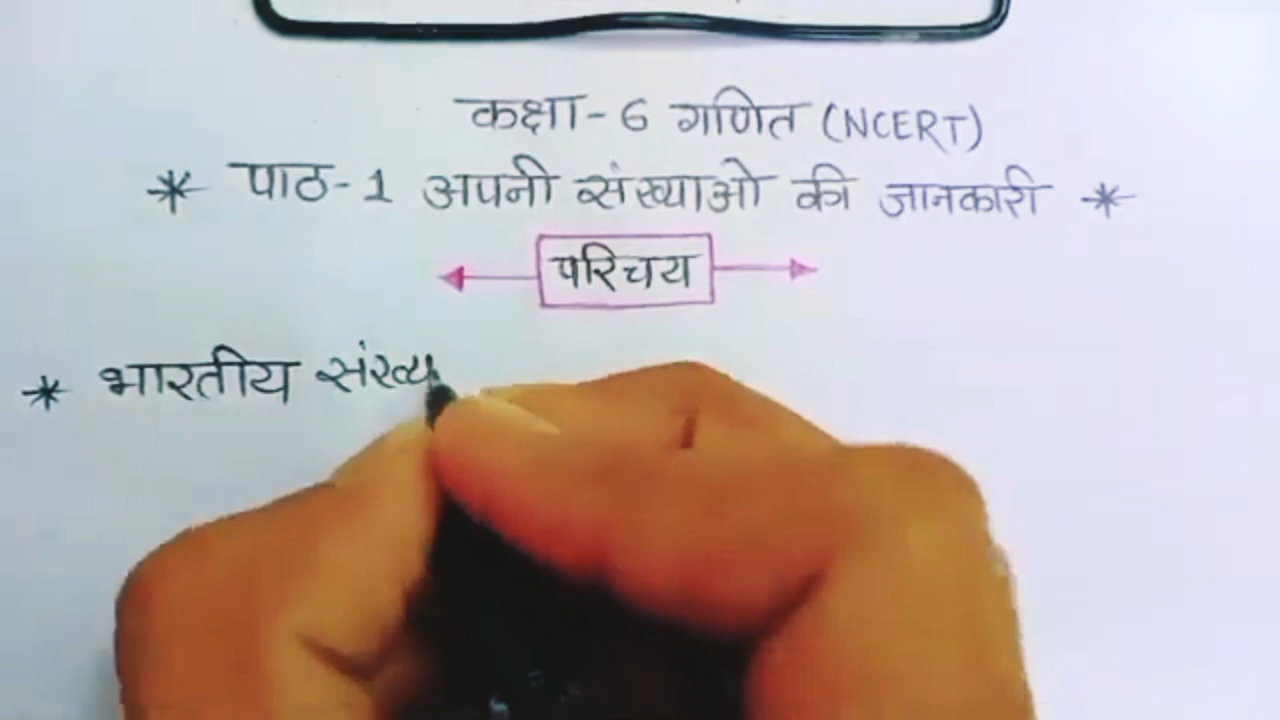 कक्षा-6 गणित (NCERT)
* पाठ-1 अपनी संख्याओ की जानकारी *
परिचय
* भारतीय संख्य